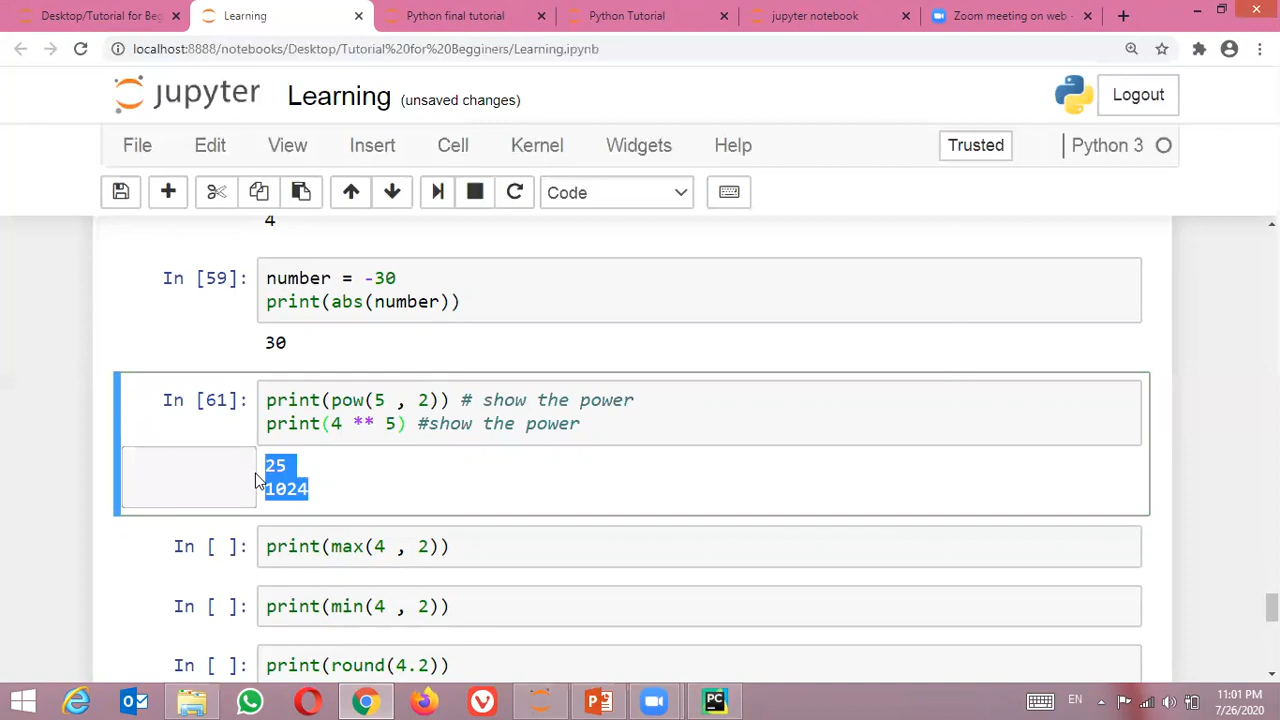 Desktop/Tutorial for Beg
Learning
Python final tutorial
Python Tutorial
jupyter notebook
Zoom meeting on web -
localhost:8888/notebooks/Desktop/Tutorial%20for%20Begginers/Learning.ipynb
jupyter Learning (unsaved changes) Logout
File Edit View Insert Cell Kernel Widgets Help Trusted Python 3
Code
4
In [59]: number = -30
print(abs(number))
30
In [61]: print(pow(5 , 2)) # show the power
print(4 ** 5) #show the power
25
1024
In [ ]: print(max(4 , 2))
In [ ]: print(min(4 , 2))
In [ ]: print(round(4.2))
PC
EN
11:01 PM
7/26/2020